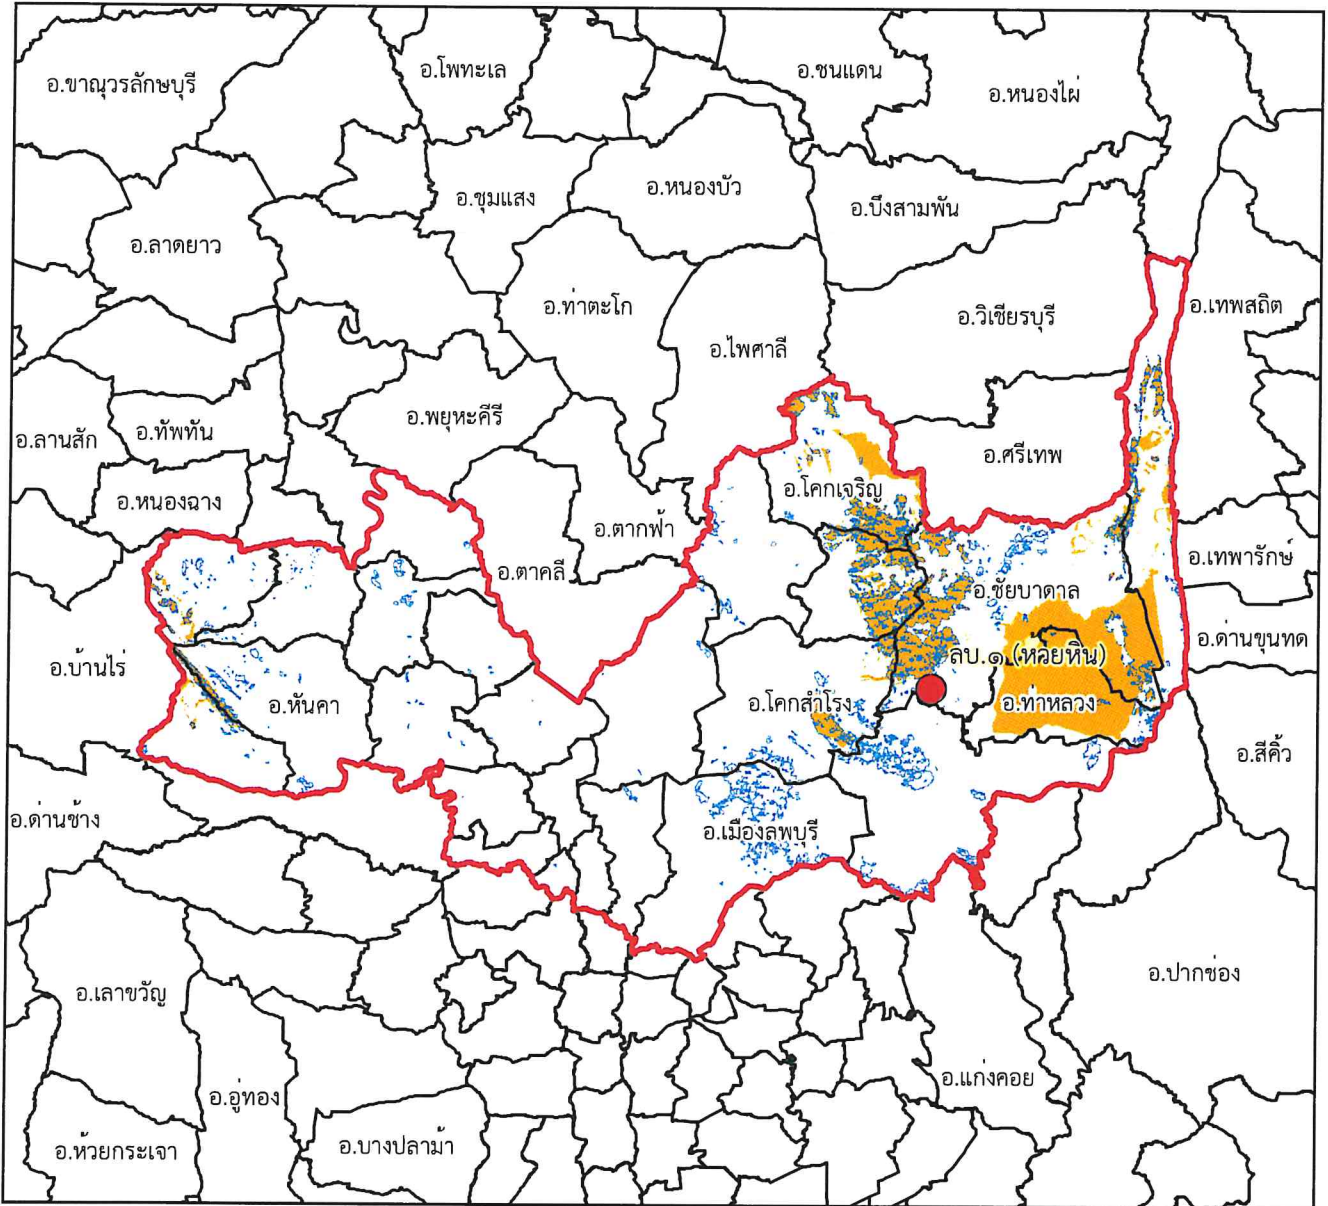 อ.ขาณุวรลักษบุรี
อ.โพทะเล
อ.ชนแดน
อ.หนองไผ่
อ.ชุมแสง
อ.หนองบัว
อ.บึงสามพัน
อ.ลาดยาว
อ.ท่าตะโก
อ.วิเชียรบุรี
อ.เทพสถิต
อ.ไพศาลี
อ.พยุหะคีรี
อ.ลานสัก
อ.ทัพทัน
อ.ศรีเทพ
อ.หนองฉาง
อ.โคกเจริญ
อ.ตากฟ้า
อ.ตาคลี
อ.เทพารักษ์
อ.ชัยบาดาล
อ.ด่านขุนทด
อ.บ้านไร่
ลบ.๑ (ห้วยหิน)
อ.หันคา
อ.โคกสำโรง
อ.ท่าหลวง
อ.สีคิ้ว
อ.ด่านช้าง
อ.เมืองลพบุรี
อ.เลาขวัญ
อ.ปากช่อง
อ.อู่ทอง
อ.แก่งคอย
อ.ห้วยกระเจา
อ.บางปลาม้า